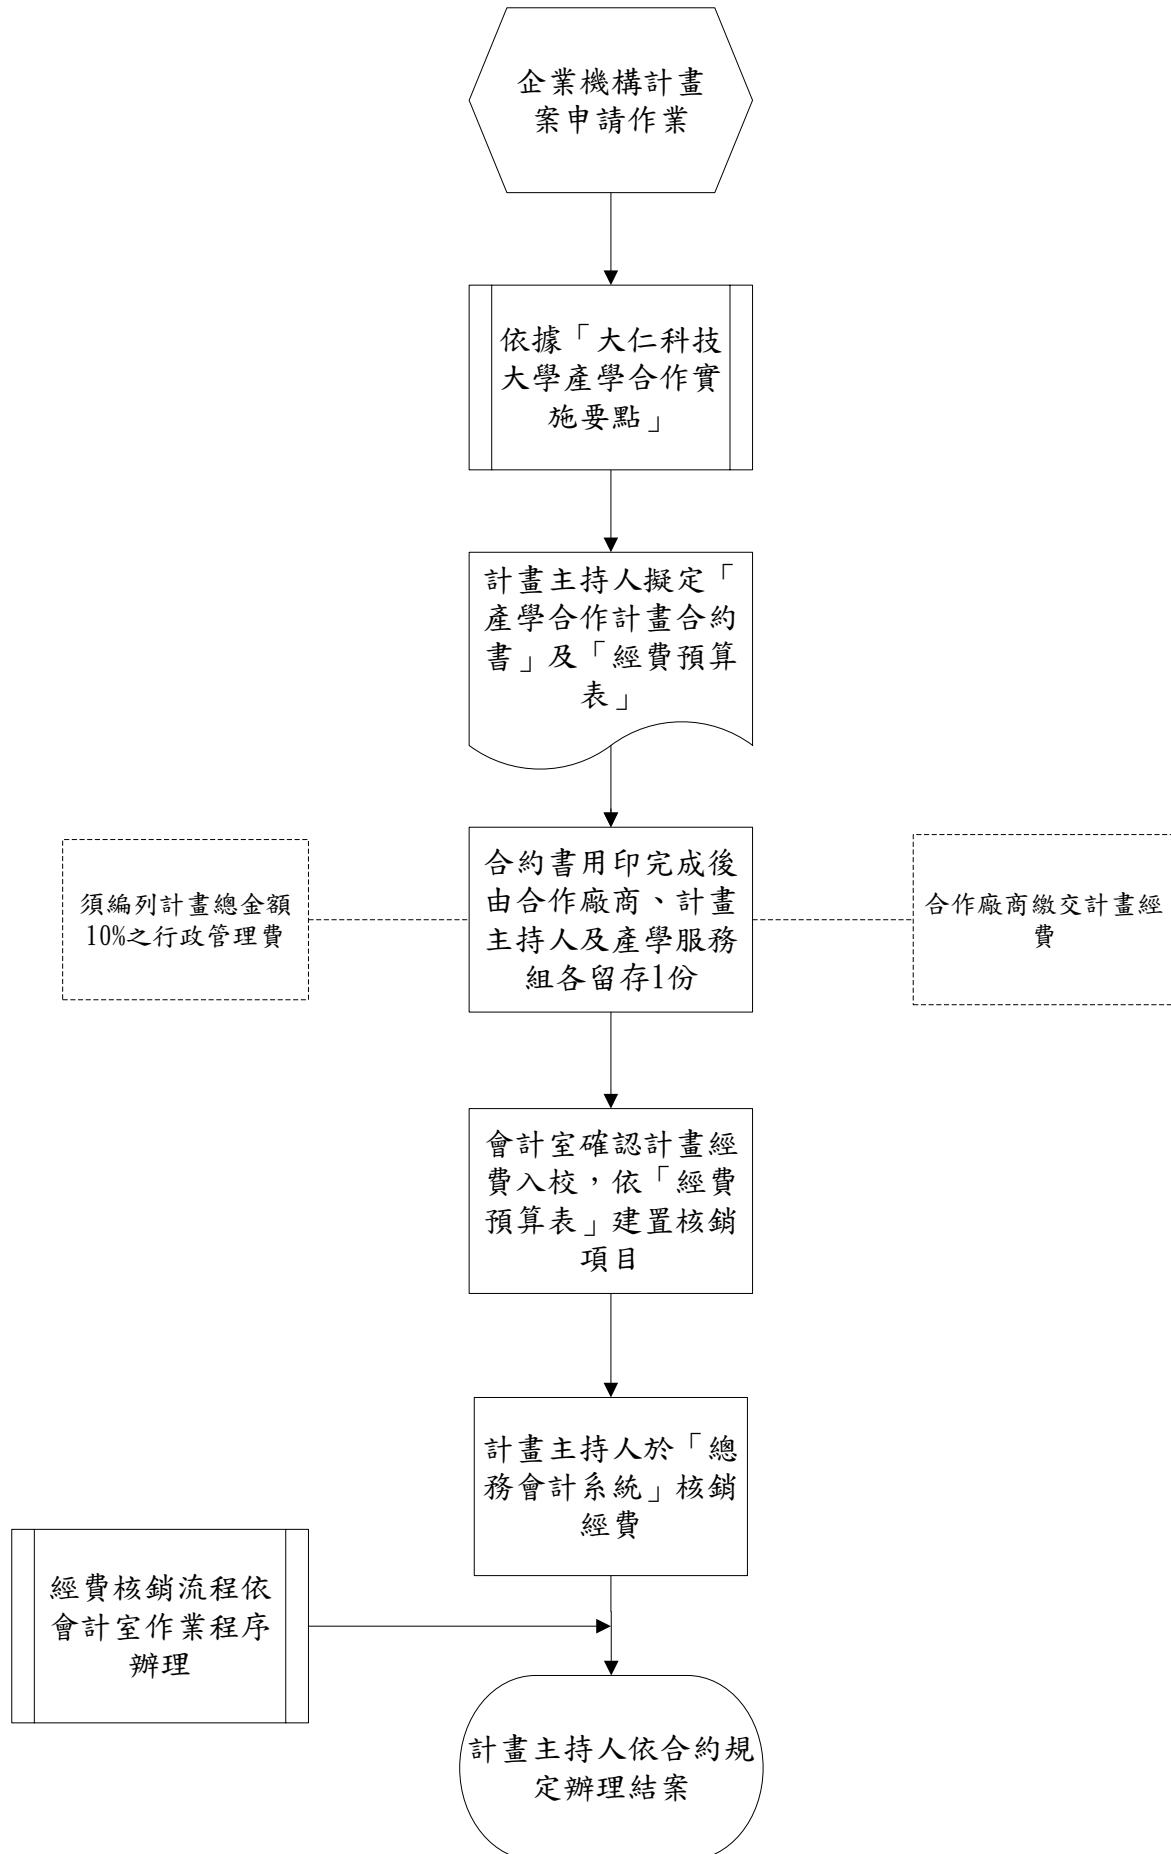 企業機構計畫
案申請作業
依據「大仁科技
大學產學合作實
施要點」
計畫主持人擬定「
產學合作計畫合約
書」及「經費預算
表」
須編列計畫總金額
10%之行政管理費
合約書用印完成後
由合作廠商、計畫
主持人及產學服務
組各留存1份
合作廠商繳交計畫經
費
會計室確認計畫經
費入校，依「經費
預算表」建置核銷
項目
計畫主持人於「總
務會計系統」核銷
經費
經費核銷流程依
會計室作業程序
辦理
計畫主持人依合約規
定辦理結案